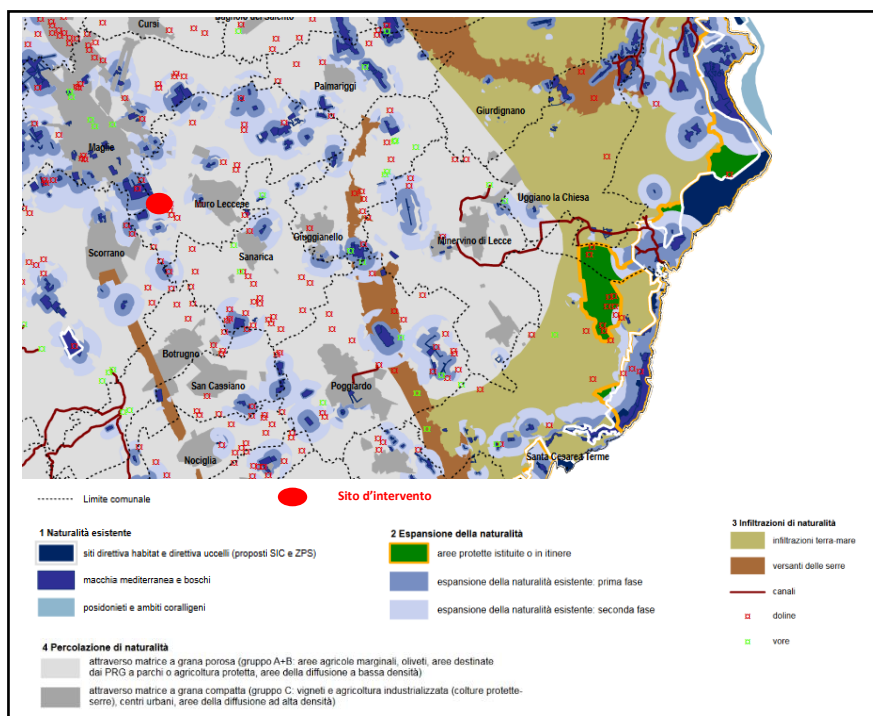 Cursi
Bagnolo del Salento
Palmariggi
Giurdignano
Maglie
Muro Leccese
Uggiano la Chiesa
Giuggianello
Minervino di Lecce
Scorrano
Sanarica
Botrugno
San Cassiano
Poggiardo
Nociglia
Santa Cesarea Terme
Limite comunale
Sito d'intervento
1 Naturalità esistente
siti direttiva habitat e direttiva uccelli (proposti SIC e ZPS)
macchia mediterranea e boschi
posidonieti e ambiti coralligeni
2 Espansione della naturalità
aree protette istituite o in itinere
espansione della naturalità esistente: prima fase
espansione della naturalità esistente: seconda fase
3 Infiltrazioni di naturalità
infiltrazioni terra-mare
versanti delle serre
canali
doline
vore
4 Percolazione di naturalità
attraverso matrice a grana porosa (gruppo A+B: aree agricole marginali, oliveti, aree destinate
dai PRG a parchi o agricoltura protetta, aree della diffusione a bassa densità)
attraverso matrice a grana compatta (gruppo C: vigneti e agricoltura industrializzata (colture protette-
serre), centri urbani, aree della diffusione ad alta densità)